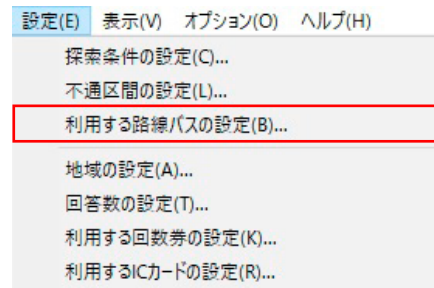 設定(E) 表示(V) オプション(O) ヘルプ(H)
探索条件の設定(C)...
不通区間の設定(L)...
利用する路線バスの設定(B)...
地域の設定(A)...
回答数の設定(T)...
利用する回数券の設定(K)...
利用するICカードの設定(R)...